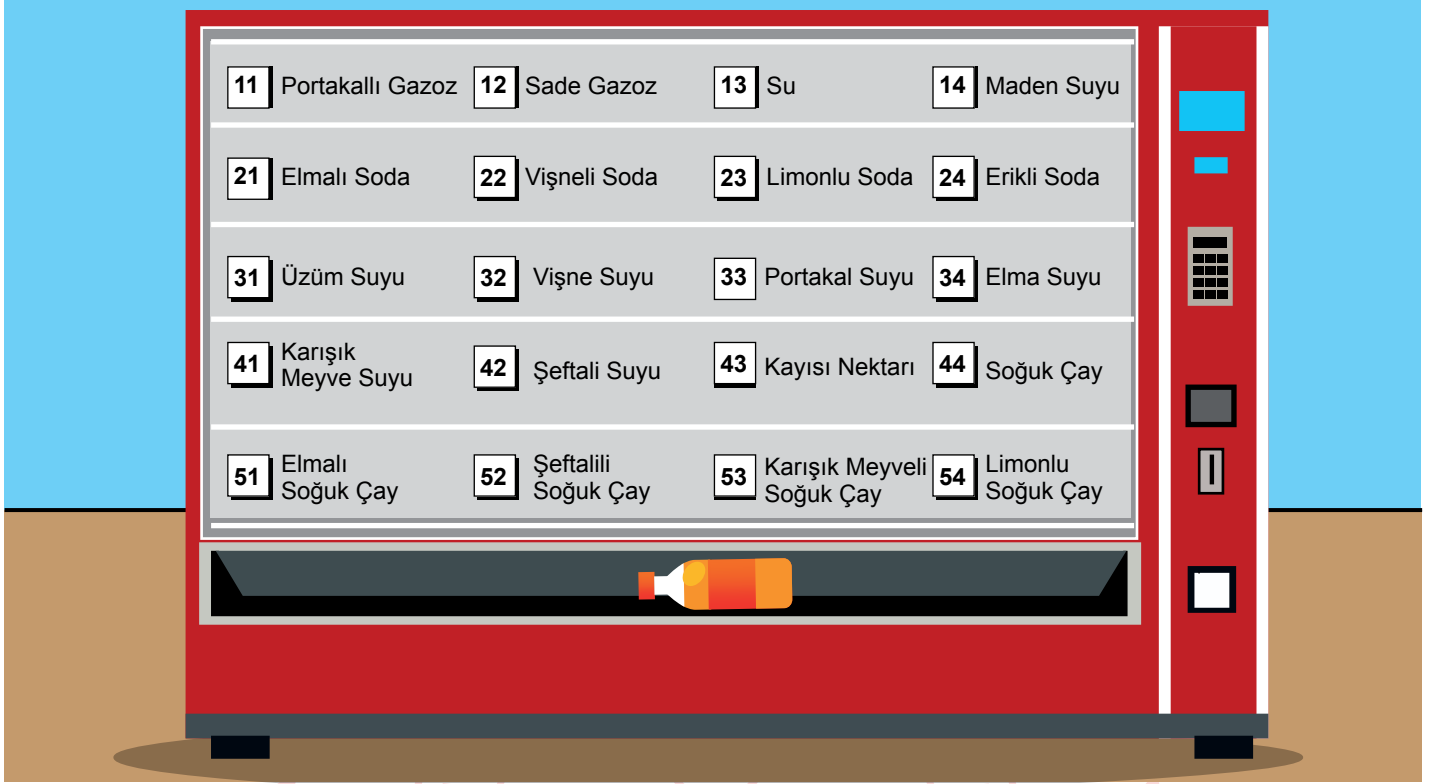 11 Portakallı Gazoz 12 Sade Gazoz 13 Su 14 Maden Suyu
21 Elmalı Soda 22 Vişneli Soda 23 Limonlu Soda 24 Erikli Soda
31 Üzüm Suyu 32 Vişne Suyu 33 Portakal Suyu 34 Elma Suyu
41 Karışık
Meyve Suyu 42 Şeftali Suyu 43 Kayısı Nektarı 44 Soğuk Çay
51 Elmalı
Soğuk Çay 52 Şeftalili
Soğuk Çay 53 Karışık Meyveli
Soğuk Çay 54 Limonlu
Soğuk Çay